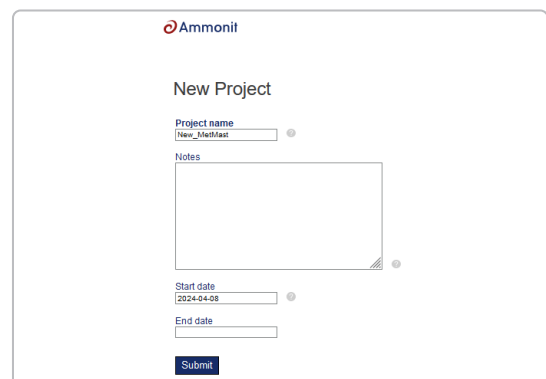 Ammonit
New Project
Project name
New_MetMast
Notes
Start date
2024-04-08
End date
Submit